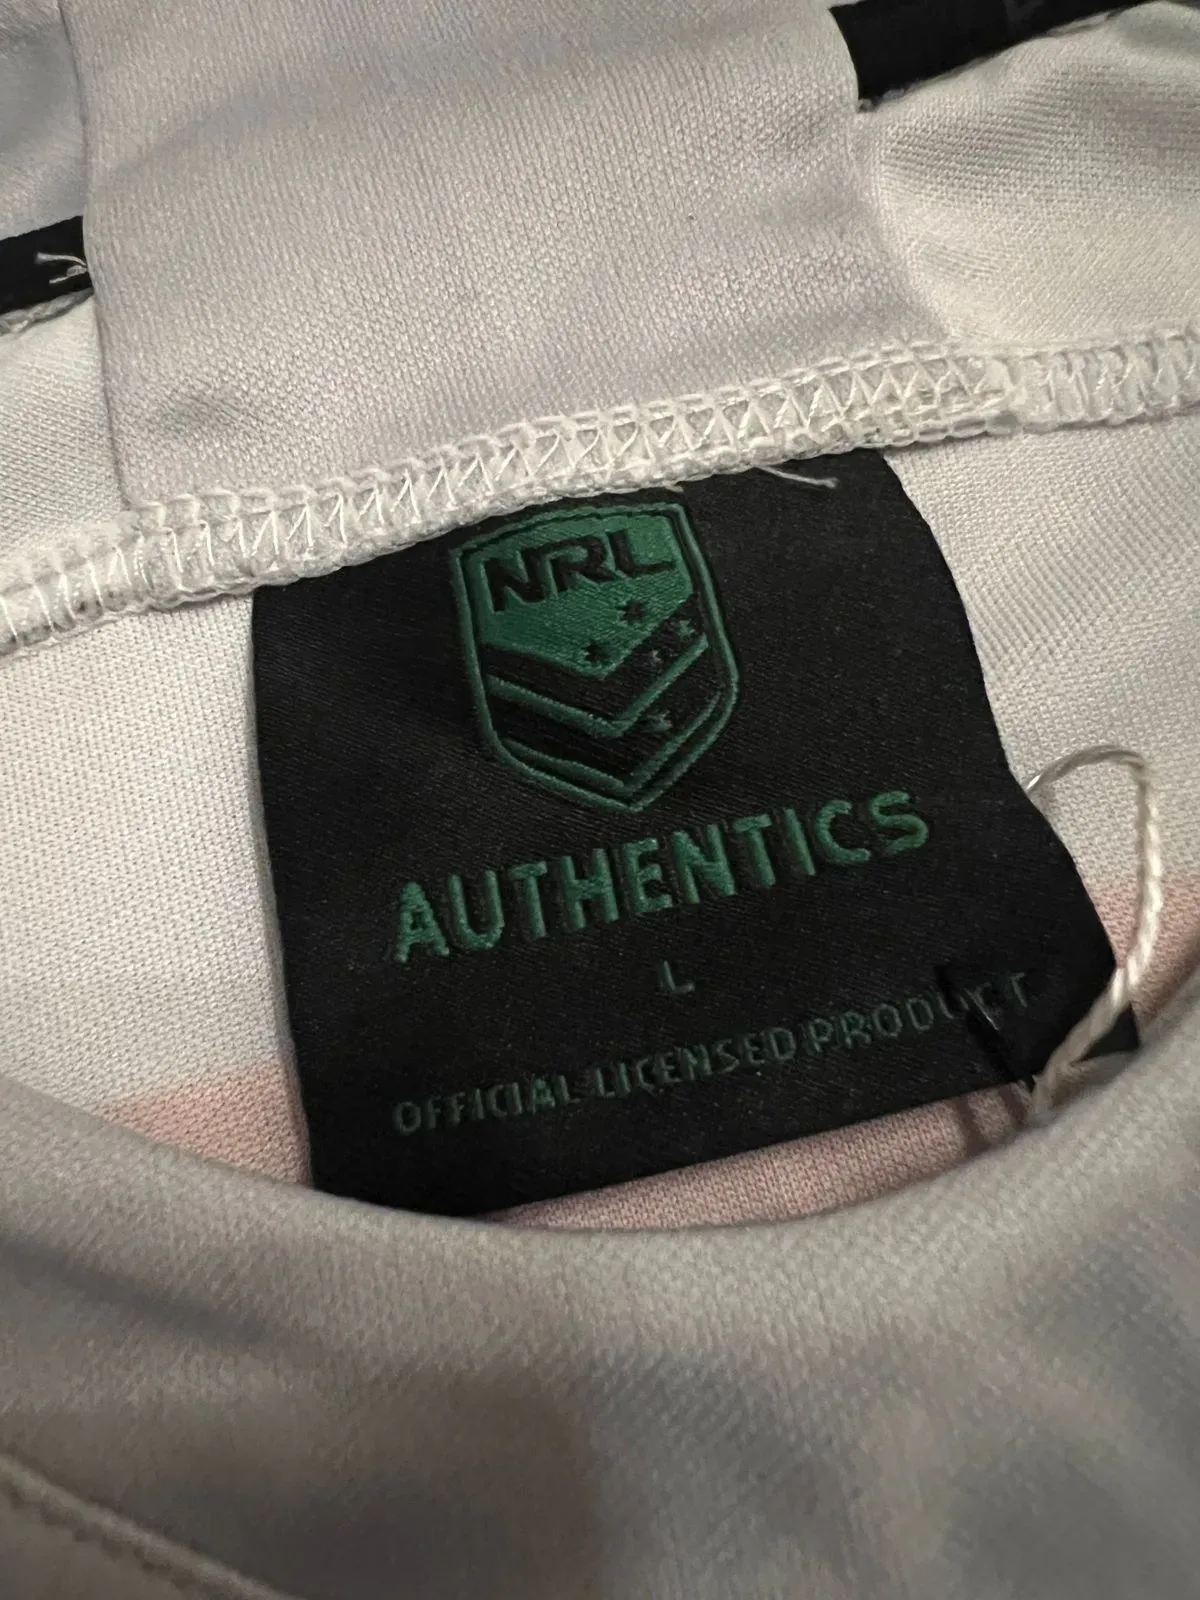 NRL
AUTHENTICS
L
OFFICIAL LICENSED PRODUCT